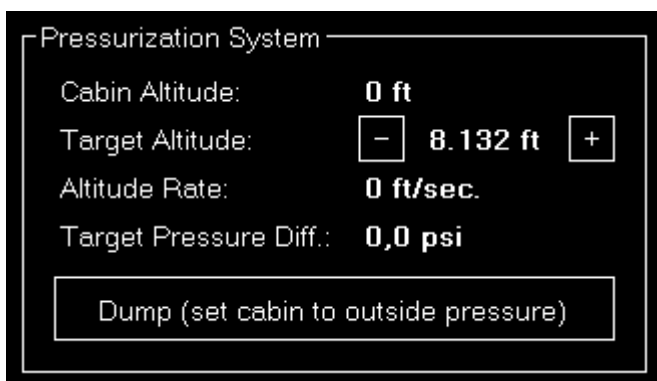 Pressurization System
Cabin Altitude: 0 ft
Target Altitude: - 8.132 ft +
Altitude Rate: 0 ft/sec.
Target Pressure Diff.: 0,0 psi
Dump (set cabin to outside pressure)